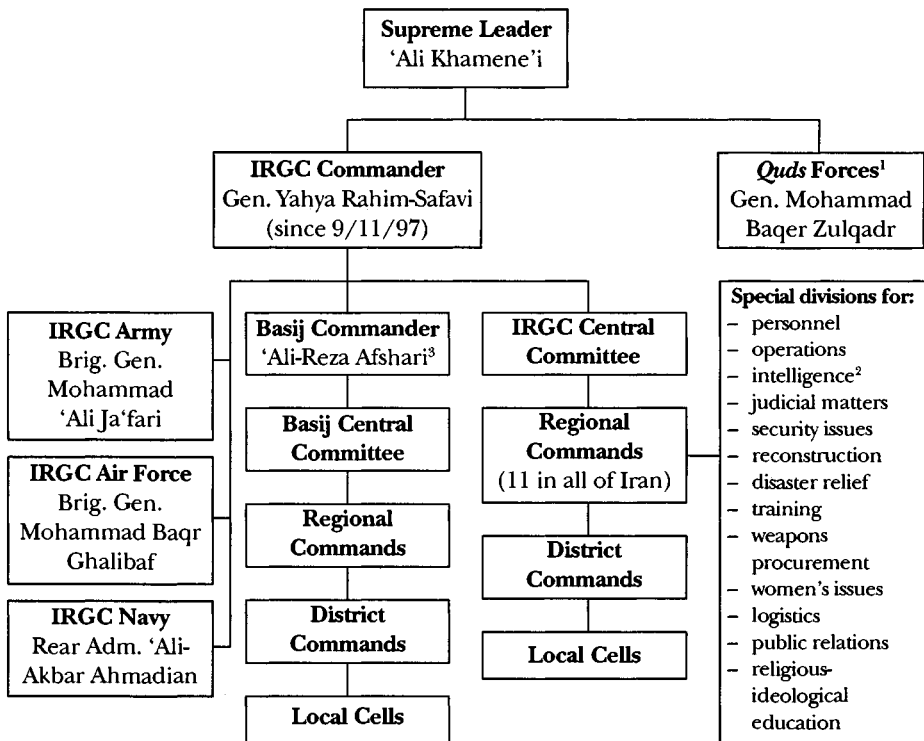 Supreme Leader
‘Ali Khamene’i
IRGC Commander
Gen. Yahya Rahim-Safavi
(since 9/11/97)
Quds Forces¹
Gen. Mohammad
Baqer Zulqadr
IRGC Army
Brig. Gen.
Mohammad
‘Ali Ja‘fari
IRGC Air Force
Brig. Gen.
Mohammad Baqr
Ghalibaf
IRGC Navy
Rear Adm. ‘Ali-
Akbar Ahmadian
Basij Commander
‘Ali-Reza Afshari³
Basij Central
Committee
Regional
Commands
District
Commands
Local Cells
IRGC Central
Committee
Regional
Commands
(11 in all of Iran)
District
Commands
Local Cells
Special divisions for:
– personnel
– operations
– intelligence²
– judicial matters
– security issues
– reconstruction
– disaster relief
– training
– weapons
procurement
– women’s issues
– logistics
– public relations
– religious-
ideological
education